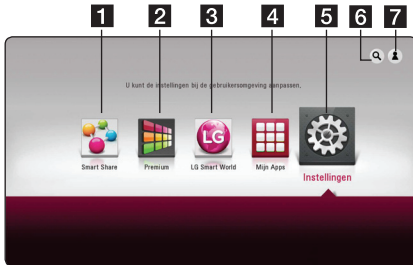 1 2 3 4 5 6 7
U kunt de instellingen bij de gebruikersomgeving aanpassen.
LG
Smart Share Premium LG Smart World Mijn Apps
Instellingen